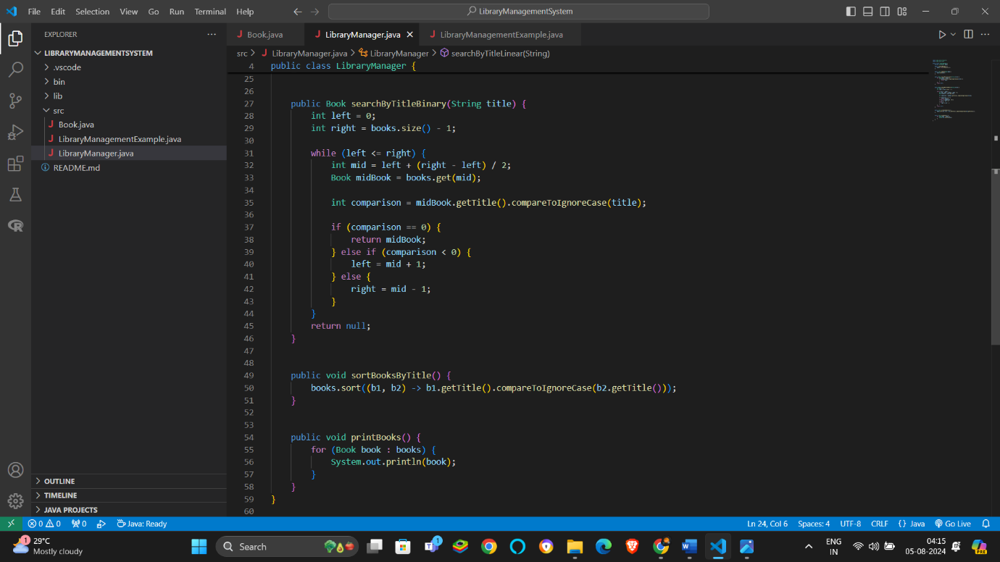 File Edit Selection View Go Run Terminal Help
LibraryManagementSystem
EXPLORER
LIBRARYMANAGEMENTSYSTEM
.vscode
bin
lib
src
Book.java
LibraryManagementExample.java
LibraryManager.java
README.md
OUTLINE
TIMELINE
JAVA PROJECTS
Book.java LibraryManager.java LibraryManagementExample.java
src > LibraryManager.java > LibraryManager > searchByTitleLinear(String)
4 public class LibraryManager {
25
26
27 public Book searchByTitleBinary(String title) {
28 int left = 0;
29 int right = books.size() - 1;
30
31 while (left <= right) {
32 int mid = left + (right - left) / 2;
33 Book midBook = books.get(mid);
34
35 int comparison = midBook.getTitle().compareToIgnoreCase(title);
36
37 if (comparison == 0) {
38 return midBook;
39 } else if (comparison < 0) {
40 left = mid + 1;
41 } else {
42 right = mid - 1;
43 }
44 }
45 return null;
46 }
47
48
49 public void sortBooksByTitle() {
50 books.sort((b1, b2) -> b1.getTitle().compareToIgnoreCase(b2.getTitle()));
51 }
52
53
54 public void printBooks() {
55 for (Book book : books) {
56 System.out.println(book);
57 }
58 }
59 }
60
0 0 0 Java: Ready
Ln 24, Col 6 Spaces: 4 UTF-8 CRLF {} Java Go Live
1
29°C
Mostly cloudy
Search
1
ENG
IN
04:15
05-08-2024
PRE